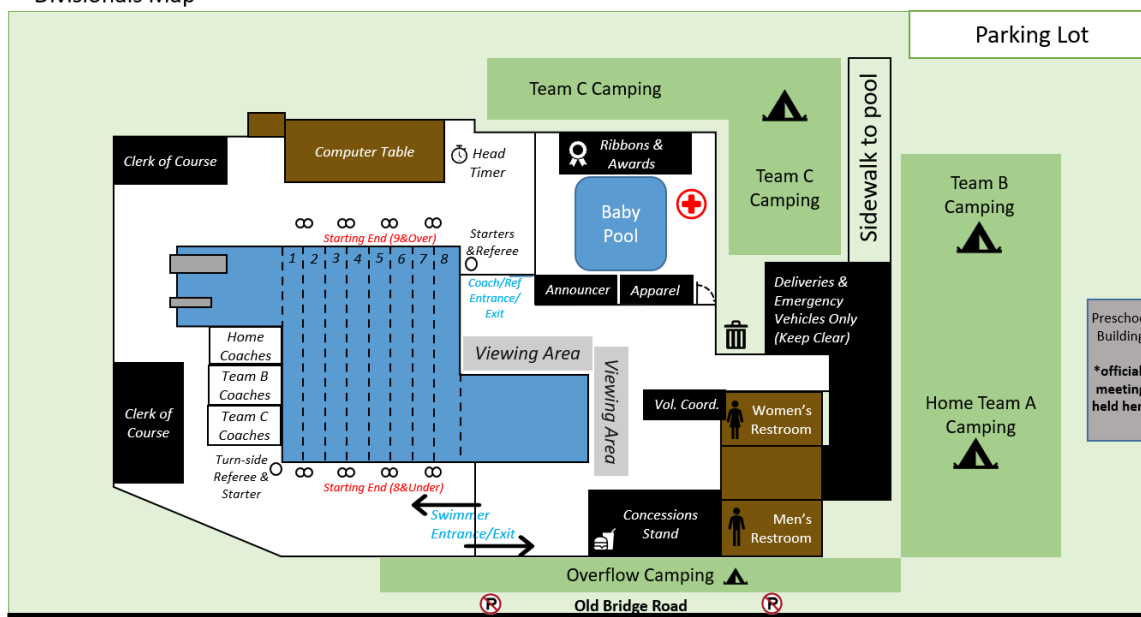 Divisionals Map
Parking Lot
Team C Camping
Sidewalk to pool
Clerk of Course
Computer Table
Head
Timer
Ribbons &
Awards
Team C
Camping
Team B
Camping
Baby
Pool
Starting End (9&Over)
Starters
&Referee
1 2 3 4 5 6 7 8
Coach/Ref
Entrance/
Exit
Announcer
Apparel
Deliveries &
Emergency
Vehicles Only
(Keep Clear)
Preschoo
Building
*official
meeting
held her
Home
Coaches
Team B
Coaches
Team C
Coaches
Viewing Area
Viewing Area
Clerk of
Course
Vol. Coord.
Women's
Restroom
Home Team A
Camping
Turn-side
Referee &
Starter
Starting End (8&Under)
Swimmer
Entrance/Exit
Concessions
Stand
Men's
Restroom
Overflow Camping
P
Old Bridge Road
P